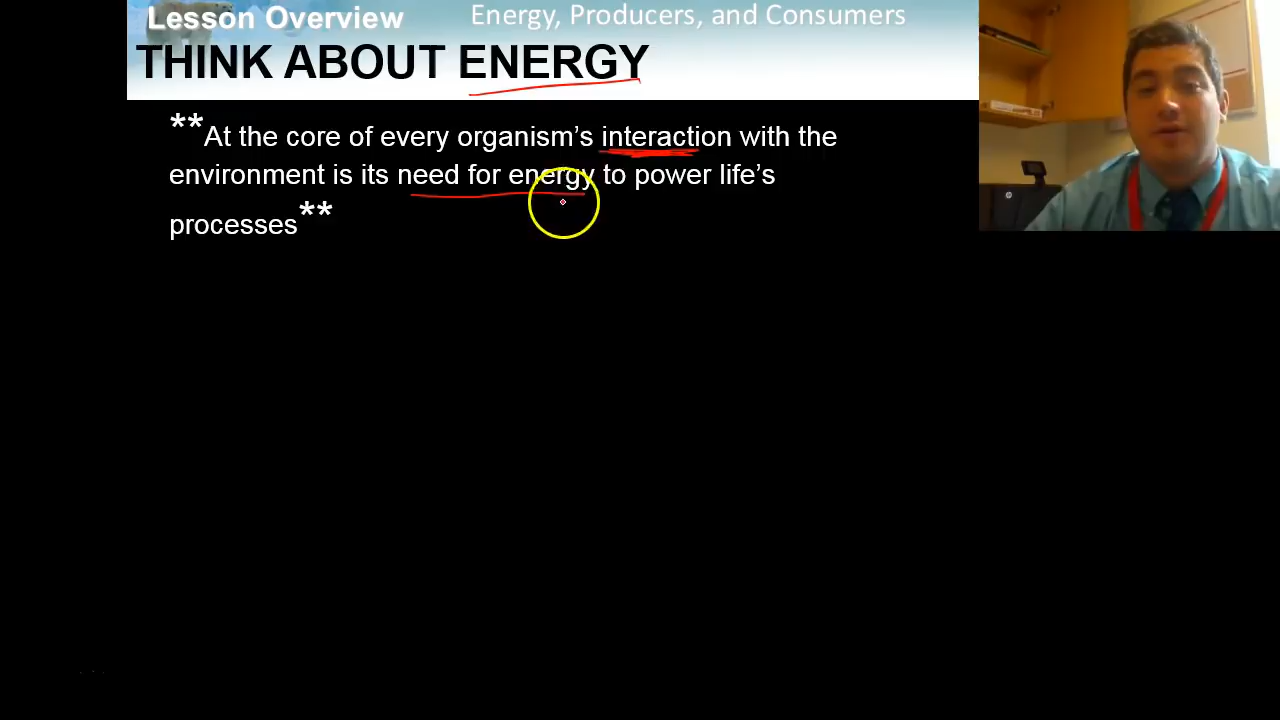 Lesson Overview Energy, Producers, and Consumers
THINK ABOUT ENERGY
**At the core of every organism’s interaction with the
environment is its need for energy to power life’s
processes**